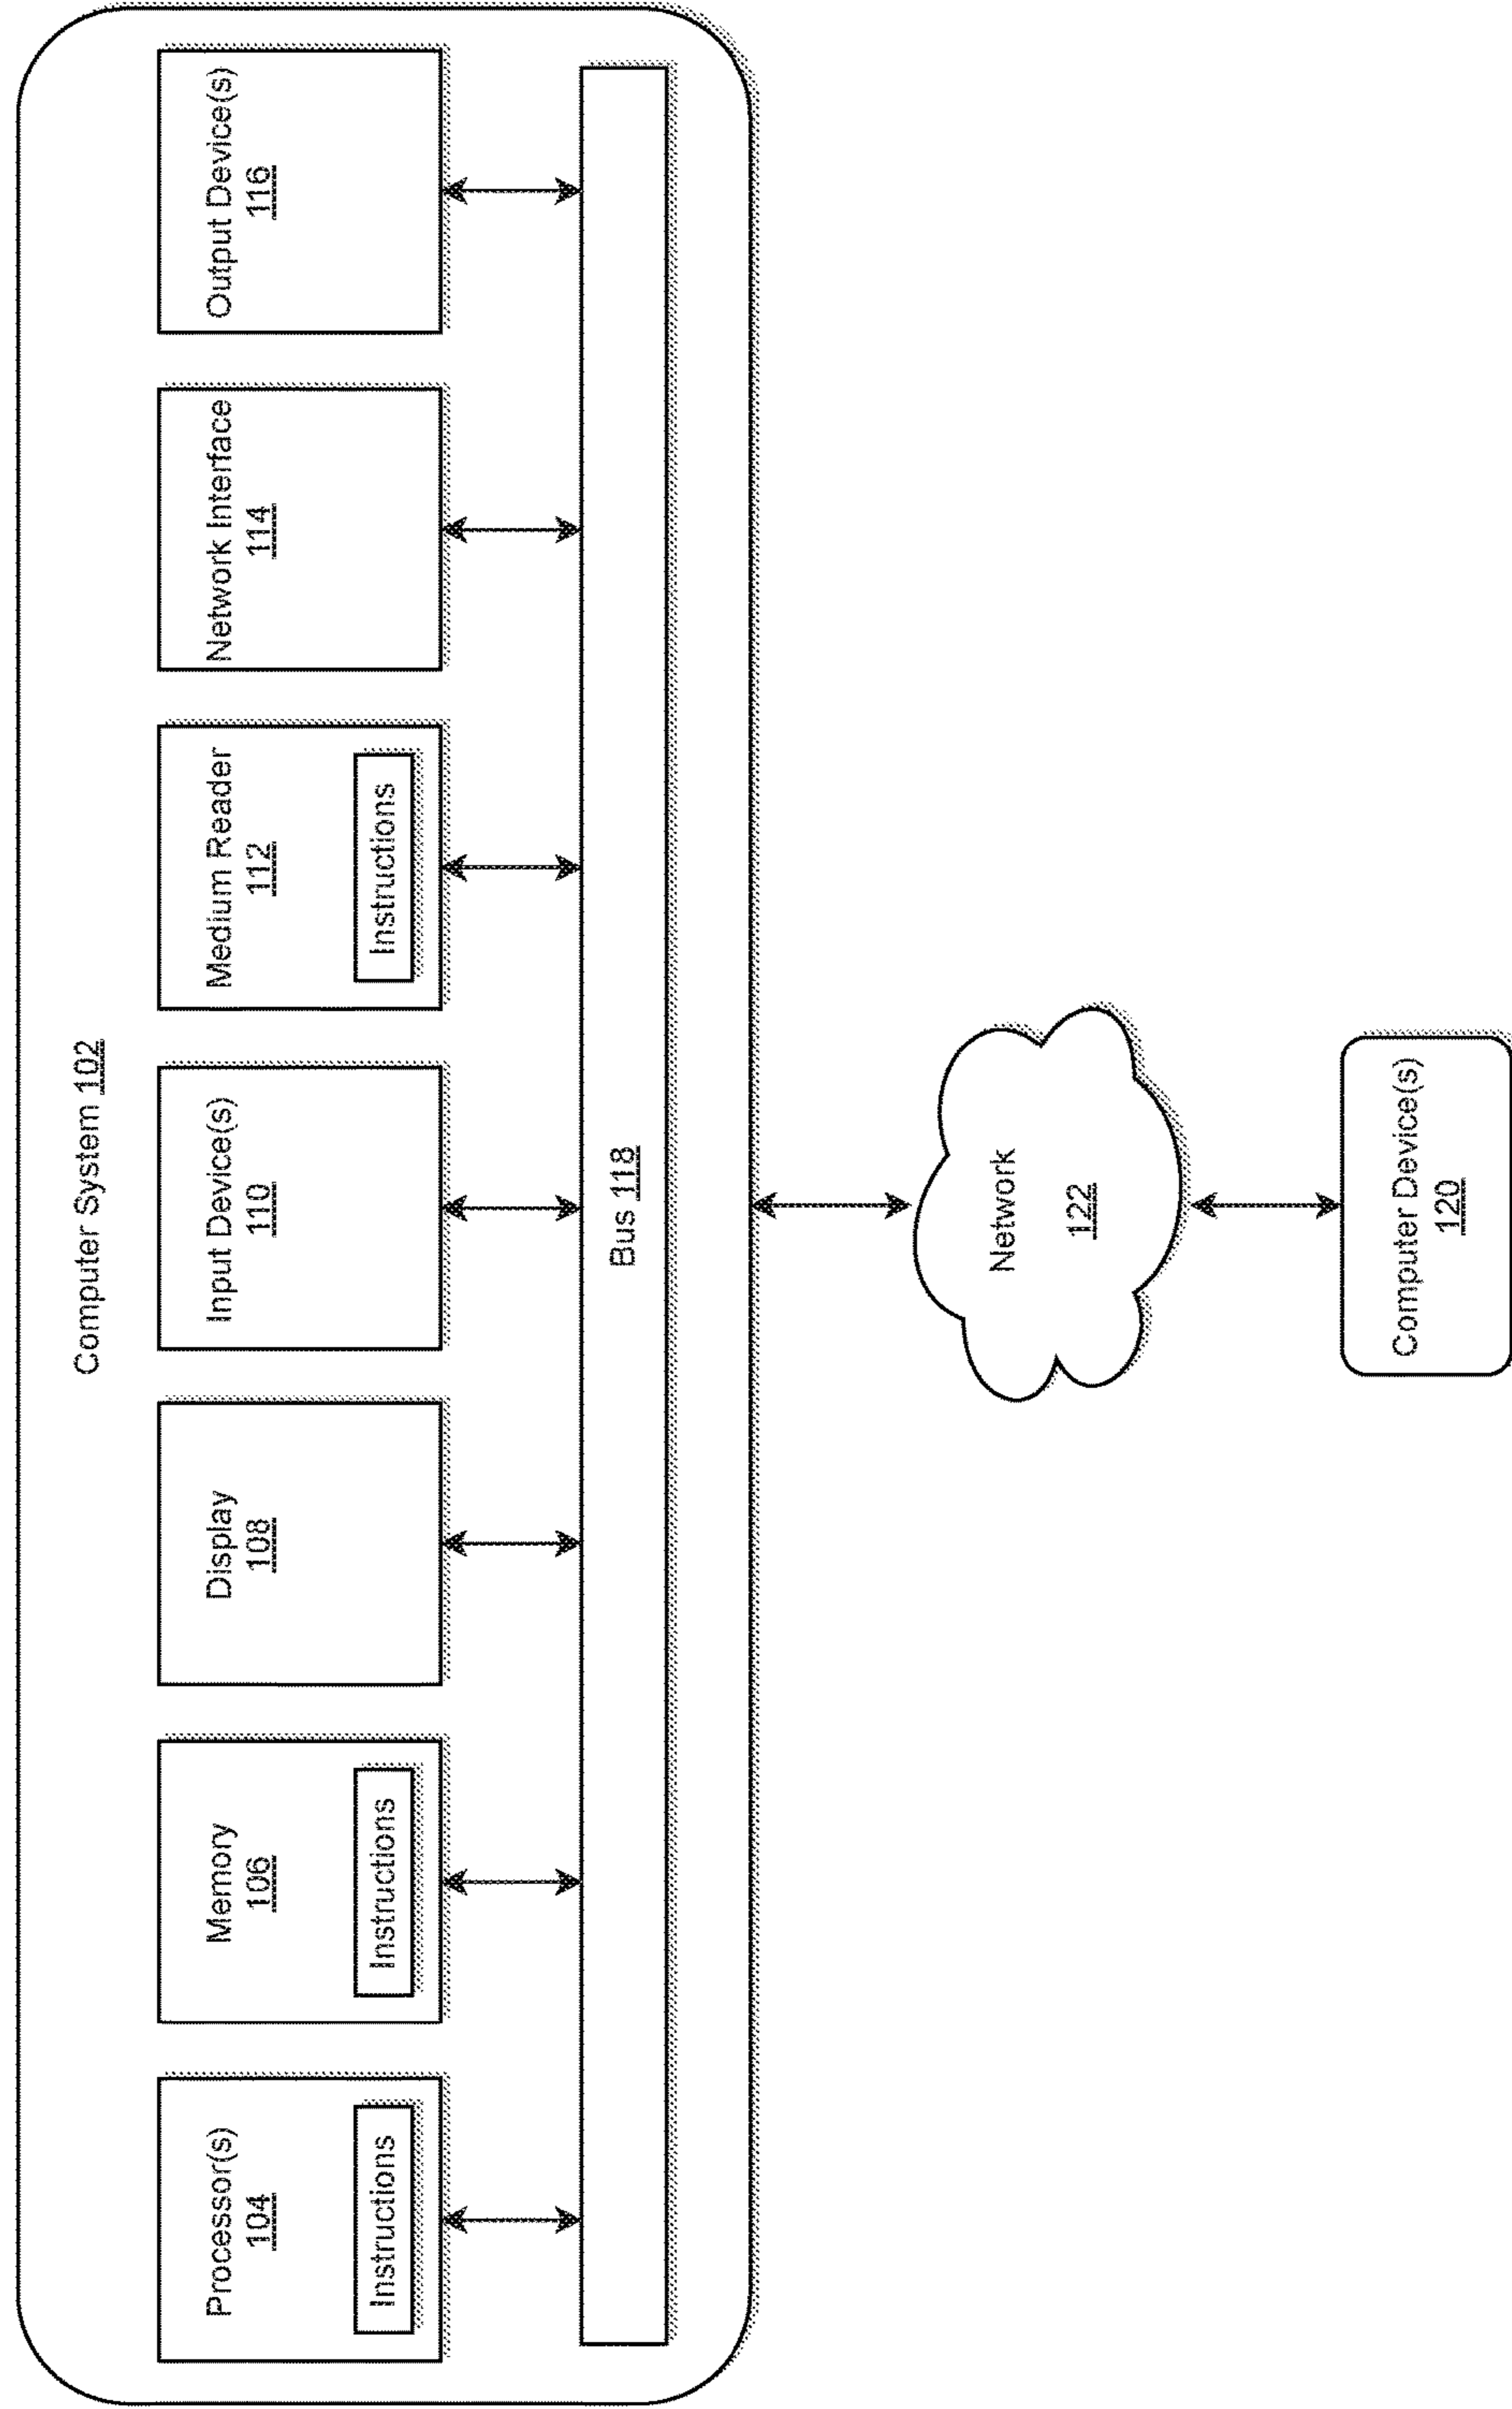 Computer System 102
Processor(s)
104
Instructions
Memory
106
Instructions
Display
108
Input Device(s)
110
Medium Reader
112
Instructions
Network Interface
114
Output Device(s)
116
Bus 118
Network
122
Computer Device(s)
120